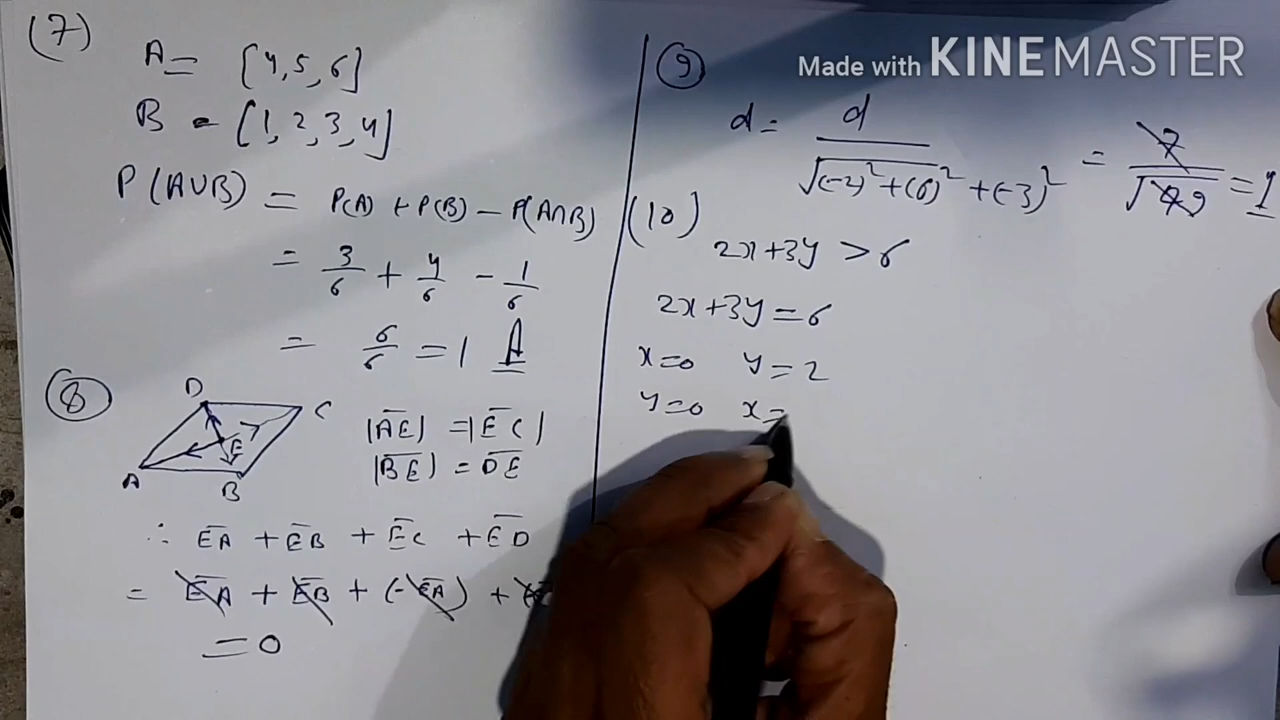 (7)
A = [4, 5, 6]
B = [1, 2, 3, 4]
P(A∪B) = P(A) + P(B) - P(A∩B)
= 3/6 + 4/6 - 1/6
= 6/6 = 1 A
(8)
D C
E
A B
|AE| = |EC|
|BE| = DE
∴ EA + EB + EC + ED
= EA + EB + (-EA) +
= 0
(9)
Made with KINEMASTER
d = d/√(-2)² + (6)² + (-3)² = 7/√49 = 1
(10)
2x + 3y > 6
2x + 3y = 6
x = 0 y = 2
y = 0 x =